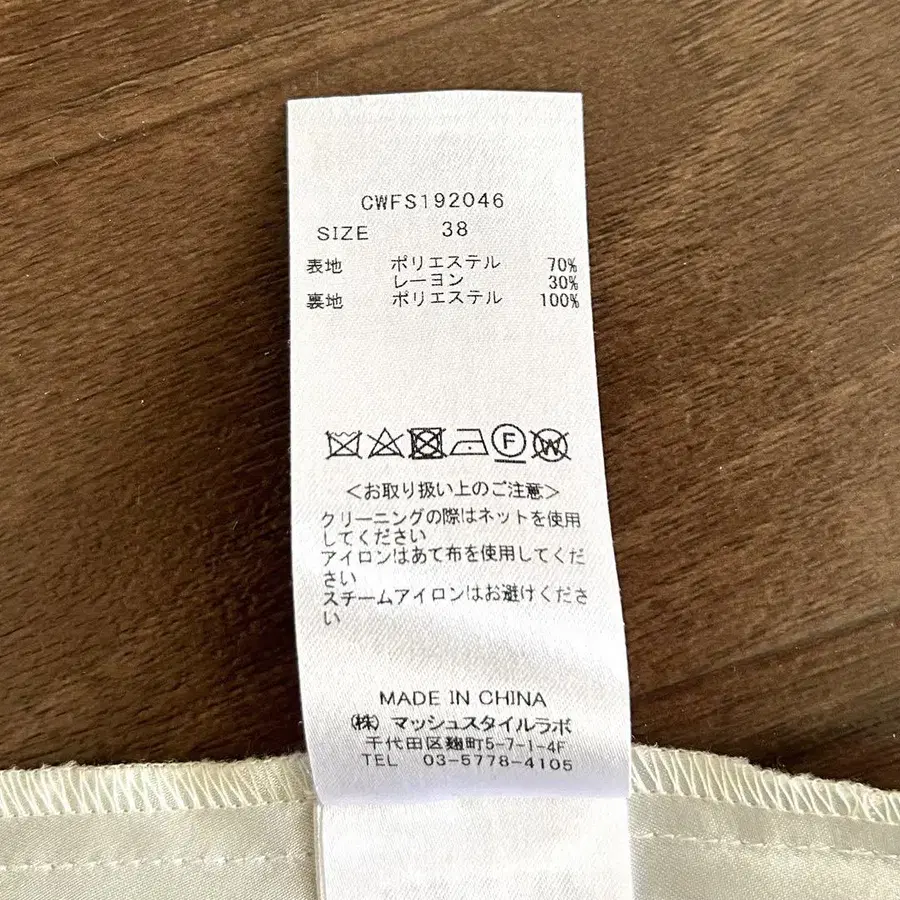 CWFS192046
SIZE 38
表地 ポリエステル 70%
レーヨン 30%
裏地 ポリエステル 100%
F W
<お取り扱い上のご注意>
クリーニングの際はネットを使用
してください
アイロンはあて布を使用してくだ
さい
スチームアイロンはお避けくださ
い
MADE IN CHINA
(株) マッシュスタイルラボ
千代田区麹町5-7-1-4F
TEL 03-5778-4105